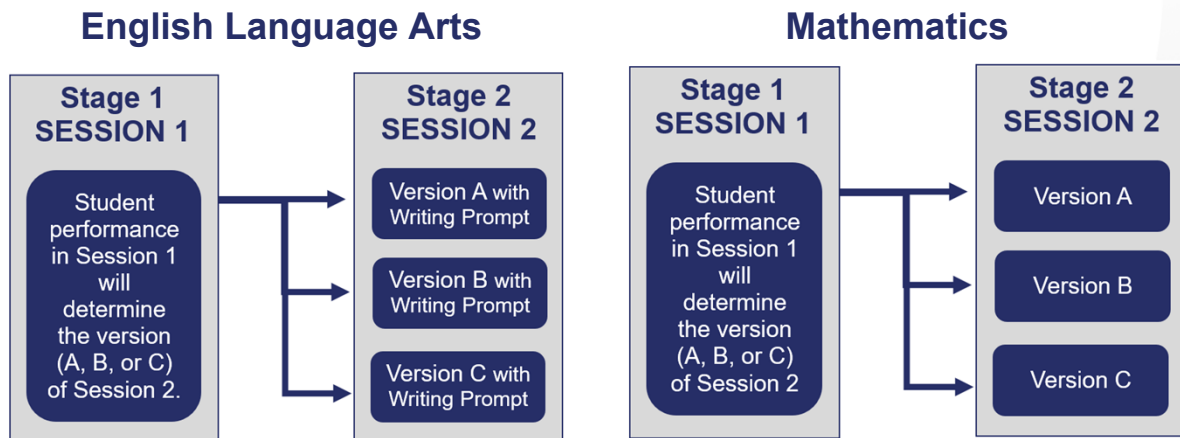 English Language Arts
Stage 1
SESSION 1
Student
performance
in Session 1
will
determine
the version
(A, B, or C)
of Session 2.
Stage 2
SESSION 2
Version A with
Writing Prompt
Version B with
Writing Prompt
Version C with
Writing Prompt
Mathematics
Stage 1
SESSION 1
Student
performance
in Session 1
will
determine
the version
(A, B, or C)
of Session 2
Stage 2
SESSION 2
Version A
Version B
Version C